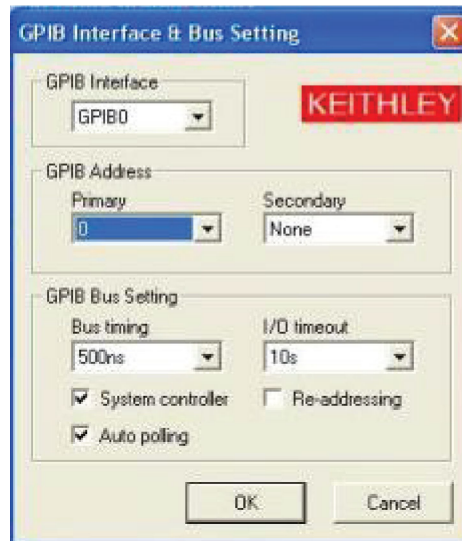 GPIB Interface & Bus Setting
GPIB Interface
GPIB0
KEITHLEY
GPIB Address
Primary
Secondary
0
None
GPIB Bus Setting
Bus timing
I/O timeout
500ns
10s
System controller
Re-addressing
Auto polling
OK
Cancel